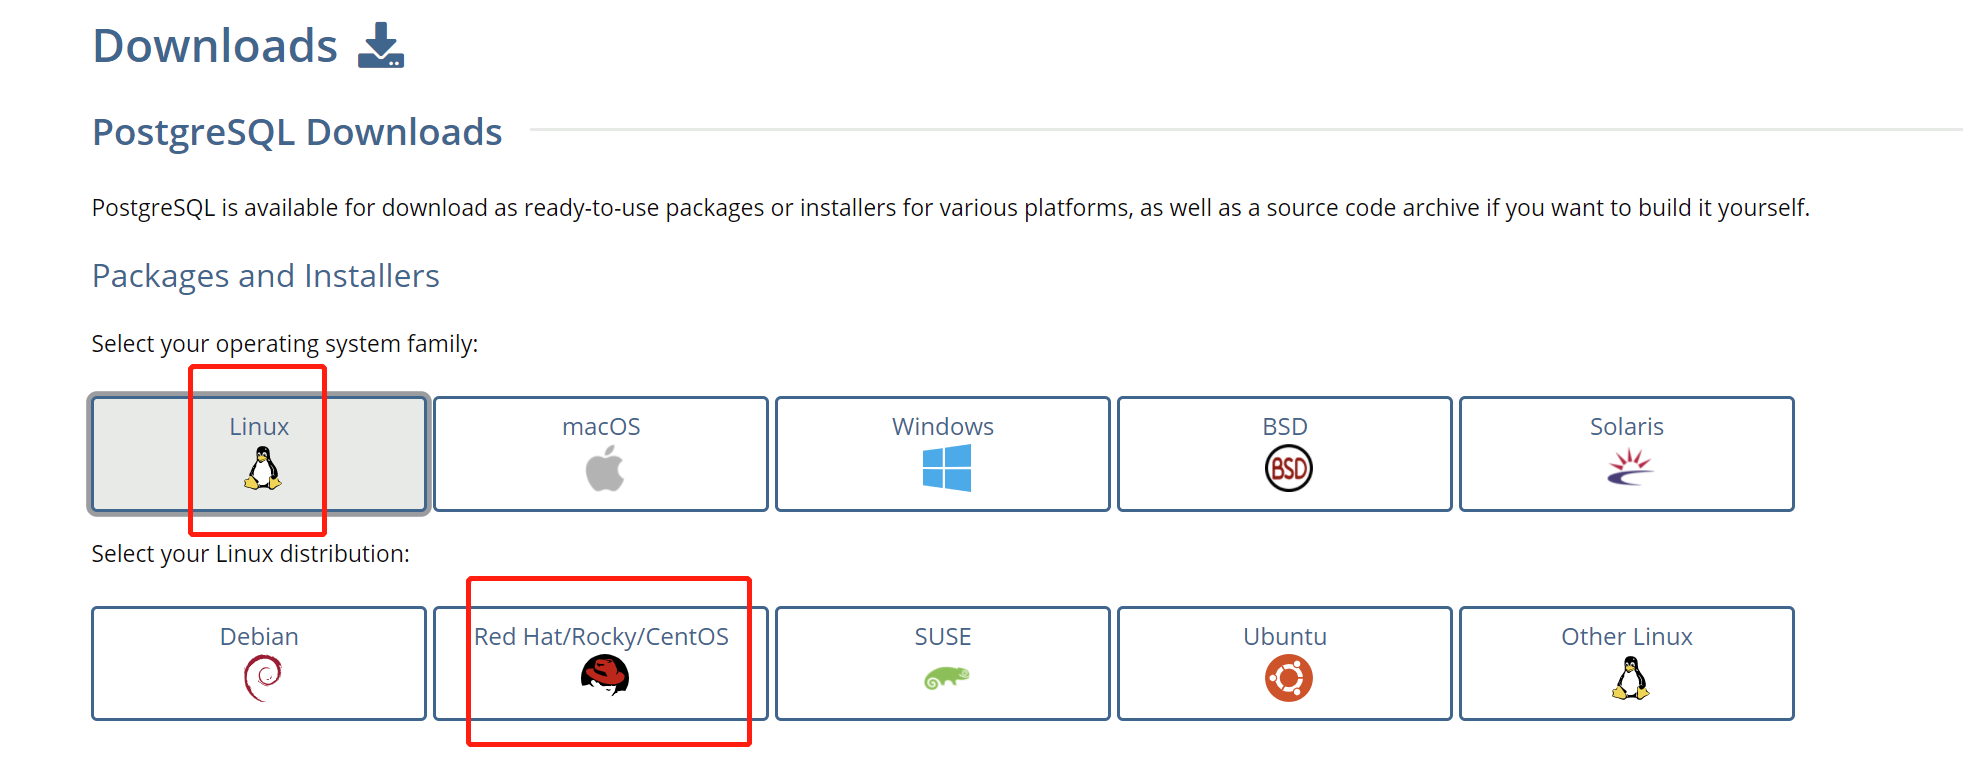 Downloads
PostgreSQL Downloads
PostgreSQL is available for download as ready-to-use packages or installers for various platforms, as well as a source code archive if you want to build it yourself.
Packages and Installers
Select your operating system family:
Linux macOS Windows BSD Solaris
BSD
Select your Linux distribution:
Debian Red Hat/Rocky/CentOS SUSE Ubuntu Other Linux